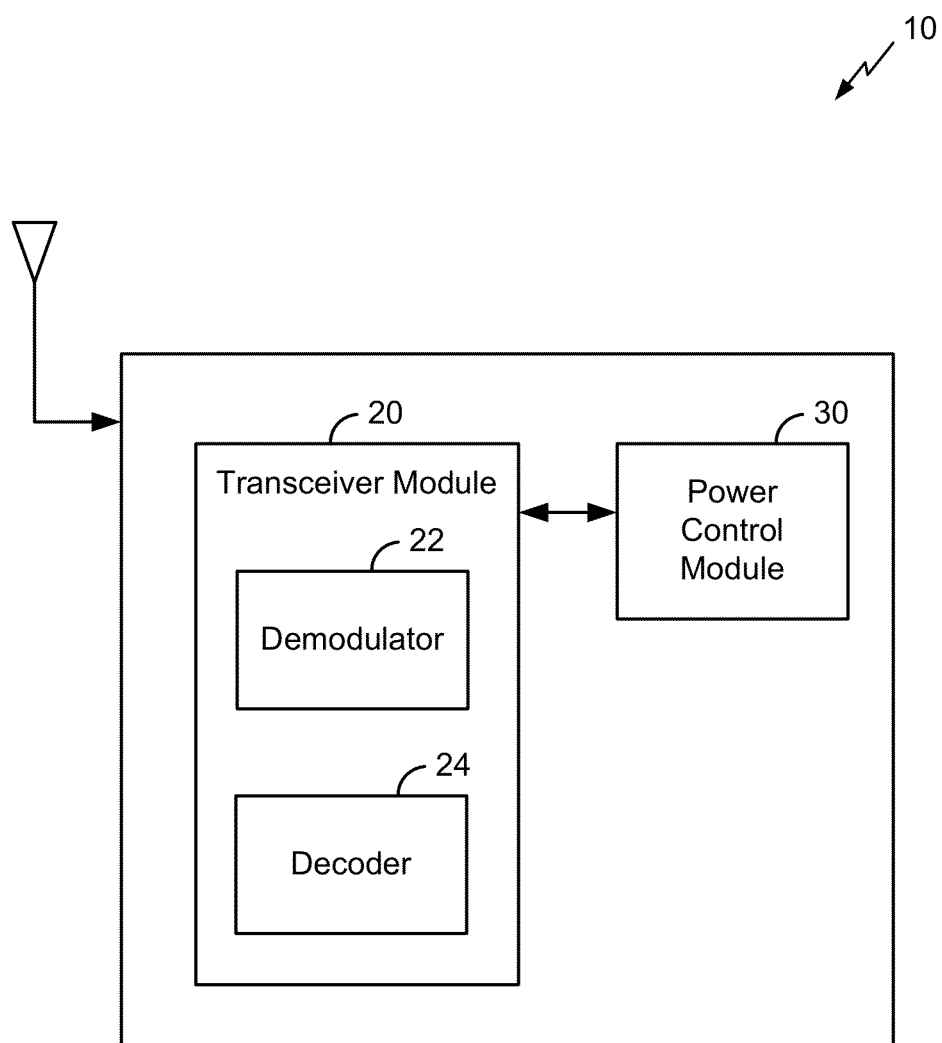 10
20
30
Transceiver Module
Power
Control
Module
22
Demodulator
24
Decoder